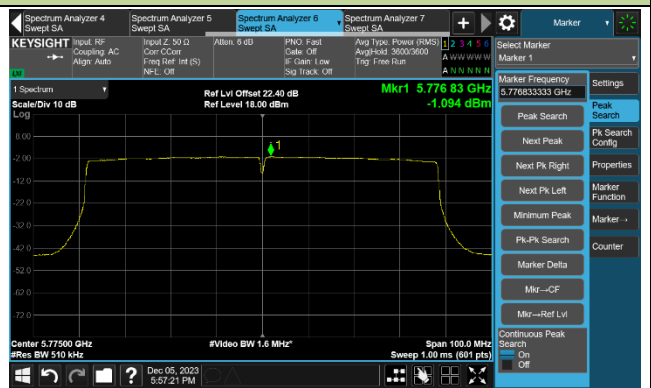 Spectrum Analyzer 4
Swept SA
Spectrum Analyzer 5
Swept SA
Spectrum Analyzer 6
Swept SA
Spectrum Analyzer 7
Swept SA
+
Marker
KEYSIGHT
Input: RF
Coupling: AC
Align: Auto
Input Z: 50 Ω
Corr CCorr
Freq Ref: Int (S)
NFE: Off
Atten: 6 dB
PNO: Fast
Gate: Off
IF Gain: Low
Sig Track: Off
Avg Type: Power (RMS)
Avg|Hold: 3600/3600
Trig: Free Run
1 2 3 4 5 6
A W W W W W
A N N N N N
LXI
Select Marker
Marker 1
1 Spectrum
Scale/Div 10 dB
Log
Ref Lvl Offset 22.40 dB
Ref Level 18.00 dBm
Mkr1 5.776 83 GHz
-1.094 dBm
8.00
-2.00
-12.0
-22.0
-32.0
-42.0
-52.0
-62.0
-72.0
1
Center 5.77500 GHz
#Res BW 510 kHz
#Video BW 1.6 MHz*
Span 100.0 MHz
Sweep 1.00 ms (601 pts)
Marker Frequency
5.776833333 GHz
Peak Search
Next Peak
Next Pk Right
Next Pk Left
Minimum Peak
Pk-Pk Search
Marker Delta
Mkr→CF
Mkr→Ref Lvl
Continuous Peak
Search
On
Off
Settings
Peak
Search
Pk Search
Config
Properties
Marker
Function
Marker→
Counter
?
Dec 05, 2023
5:57:21 PM